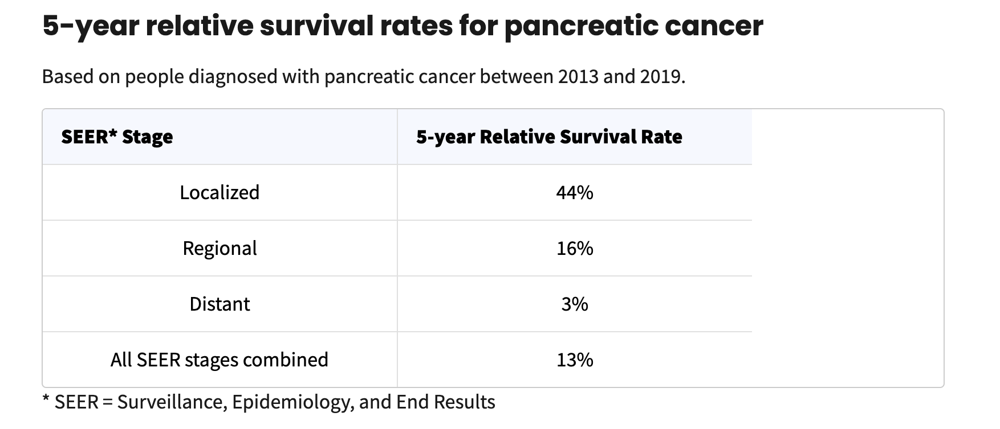 5-year relative survival rates for pancreatic cancer
Based on people diagnosed with pancreatic cancer between 2013 and 2019.
SEER* Stage 5-year Relative Survival Rate
Localized 44%
Regional 16%
Distant 3%
All SEER stages combined 13%
* SEER = Surveillance, Epidemiology, and End Results